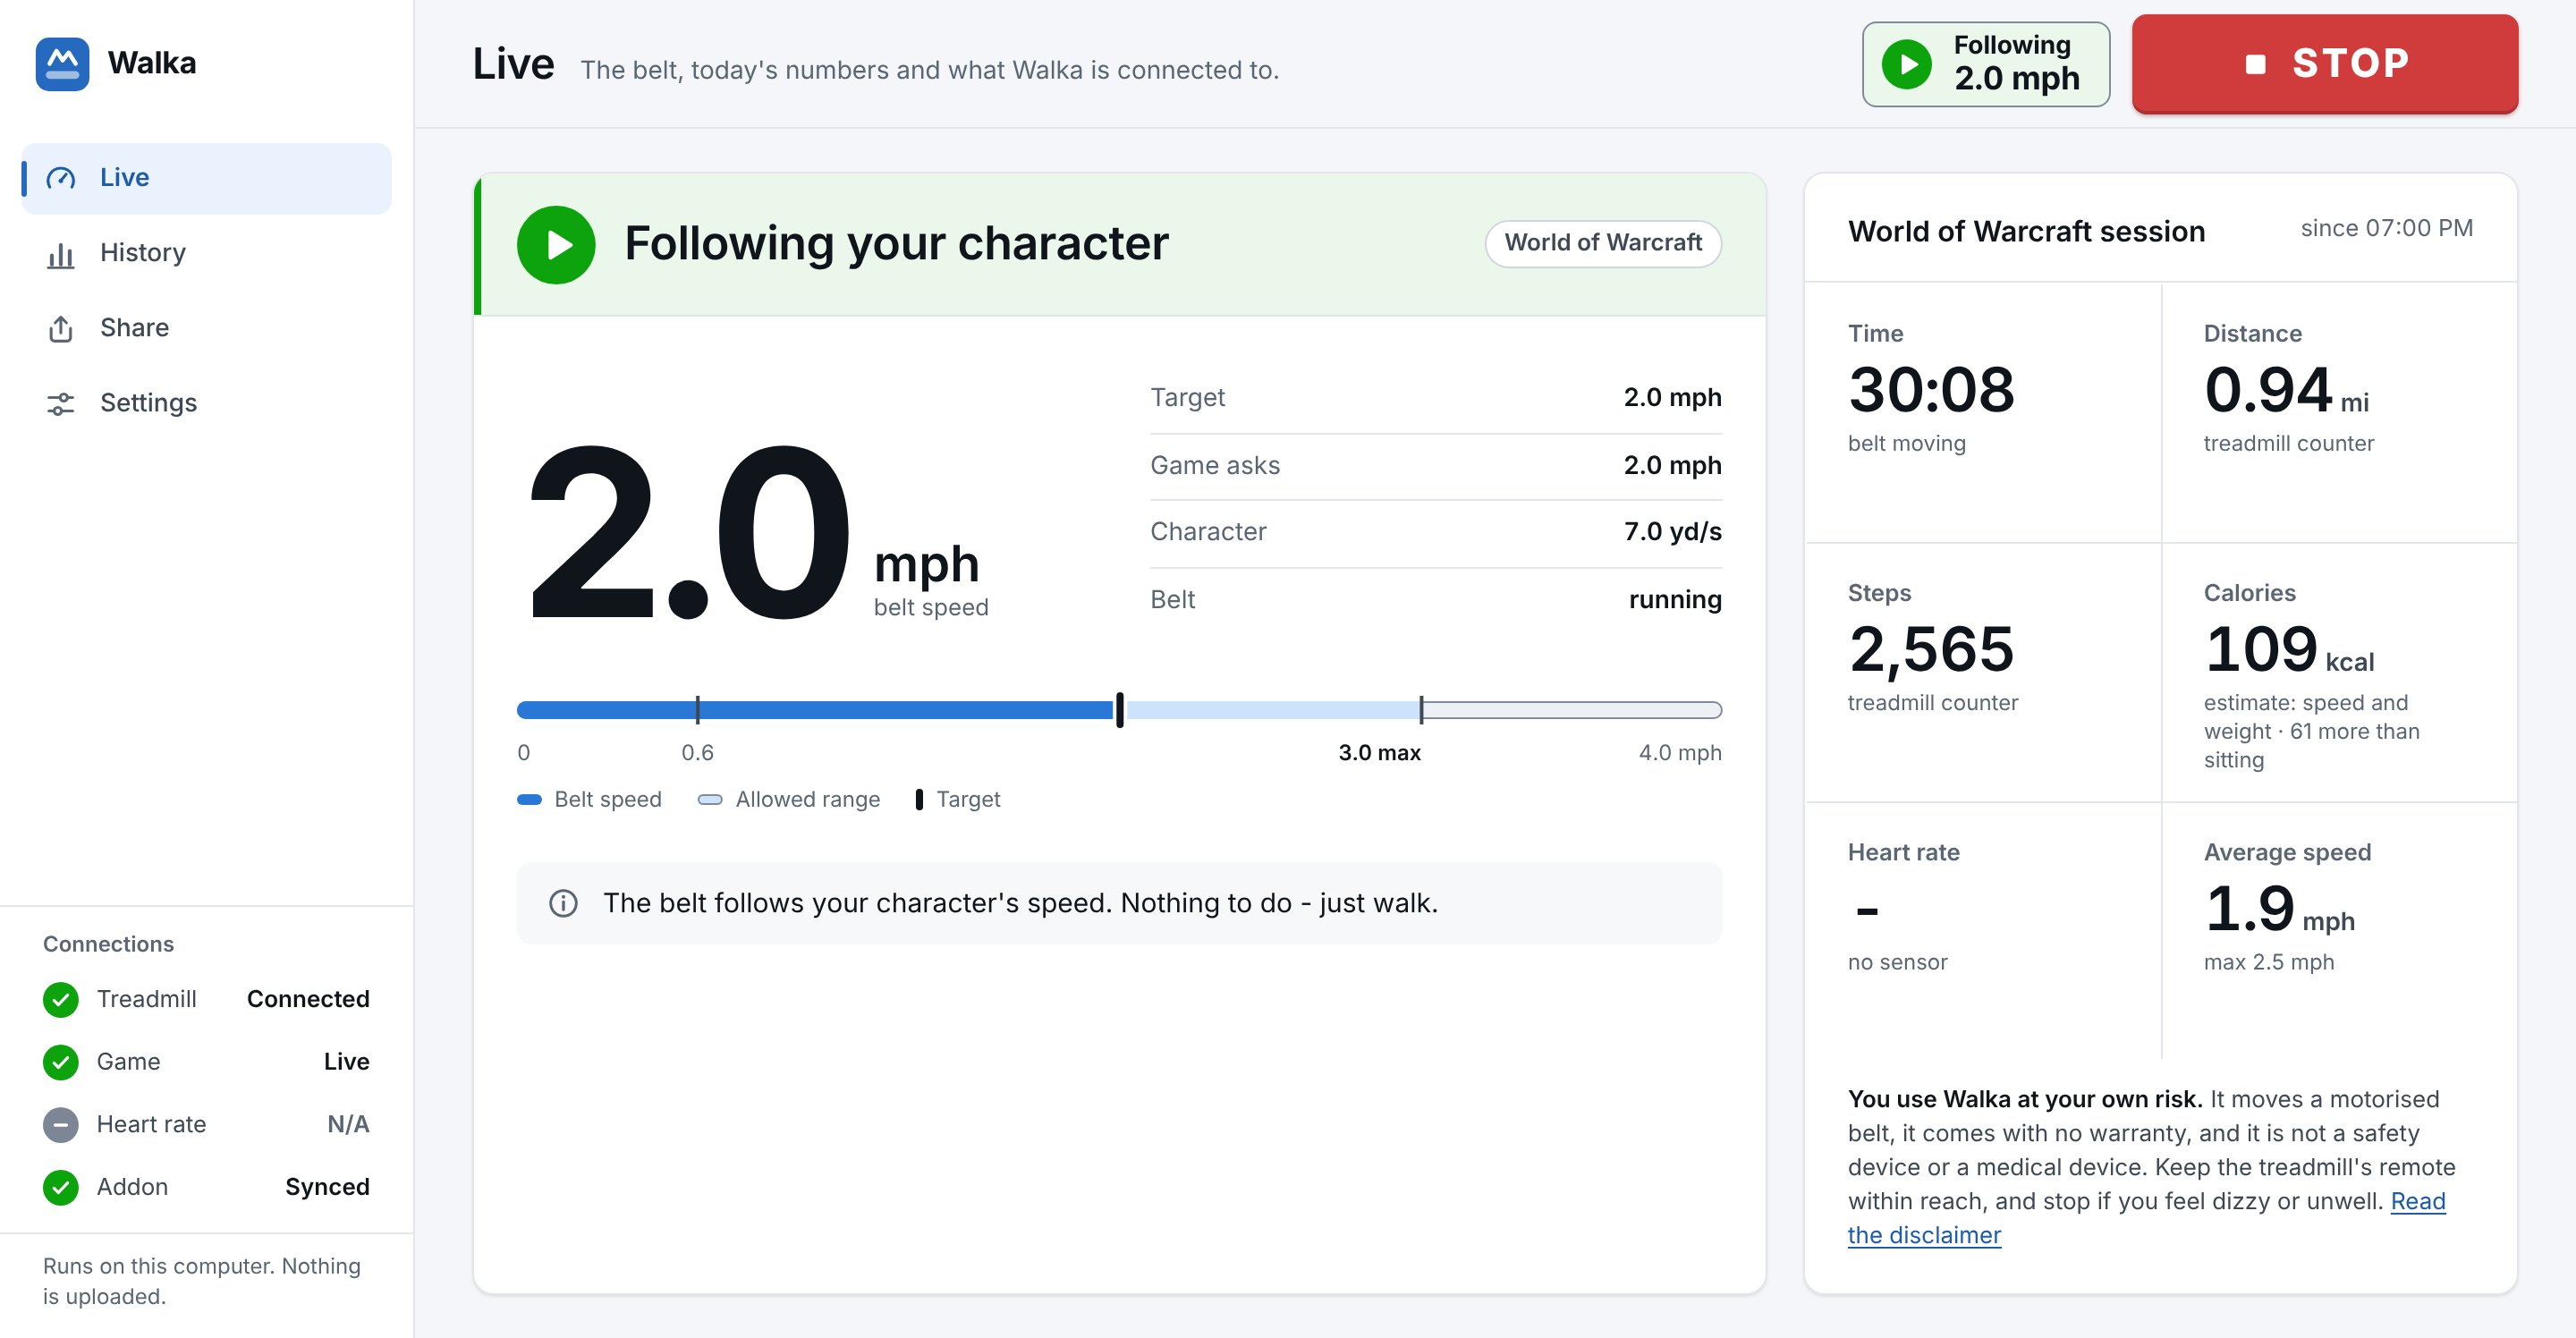 Walka
Live
History
Share
Settings
Connections
Treadmill Connected
Game Live
Heart rate N/A
Addon Synced
Runs on this computer. Nothing
is uploaded.
Live The belt, today's numbers and what Walka is connected to.
Following
2.0 mph
STOP
Following your character
World of Warcraft
2.0 mph
belt speed
Target 2.0 mph
Game asks 2.0 mph
Character 7.0 yd/s
Belt running
0 0.6 3.0 max 4.0 mph
Belt speed Allowed range Target
The belt follows your character's speed. Nothing to do - just walk.
World of Warcraft session since 07:00 PM
Time
30:08
belt moving
Distance
0.94 mi
treadmill counter
Steps
2,565
treadmill counter
Calories
109 kcal
estimate: speed and
weight · 61 more than
sitting
Heart rate
-
no sensor
Average speed
1.9 mph
max 2.5 mph
You use Walka at your own risk. It moves a motorised
belt, it comes with no warranty, and it is not a safety
device or a medical device. Keep the treadmill's remote
within reach, and stop if you feel dizzy or unwell. Read
the disclaimer